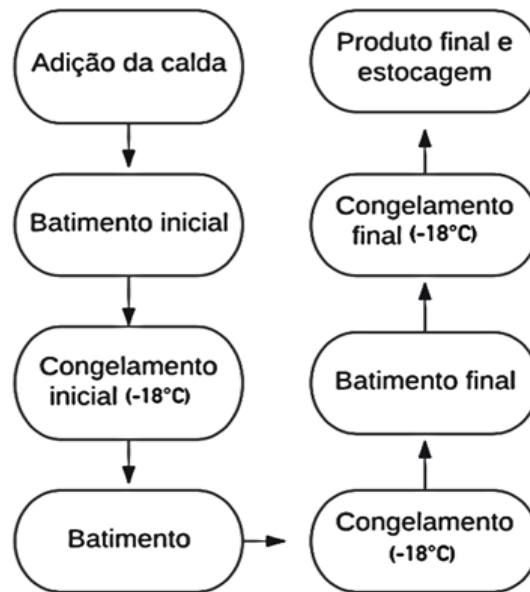 Adição da calda
Batimento inicial
Congelamento
inicial (-18°C)
Batimento
Congelamento
(-18°C)
Batimento final
Congelamento
final (-18°C)
Produto final e
estocagem